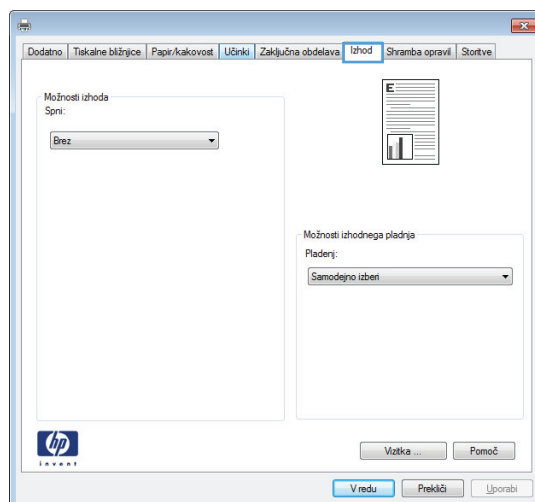 Dodatno Tiskalne bližnjice Papir/kakovost Učinki Zaključna obdelava Izhod Shramba opravil Storitve
Možnosti izhoda
Spni:
Brez
E
Možnosti izhodnega pladnja
Pladenj:
Samodejno izberi
hp
invent
Vizitka ... Pomoč
V redu Prekliči Uporabi